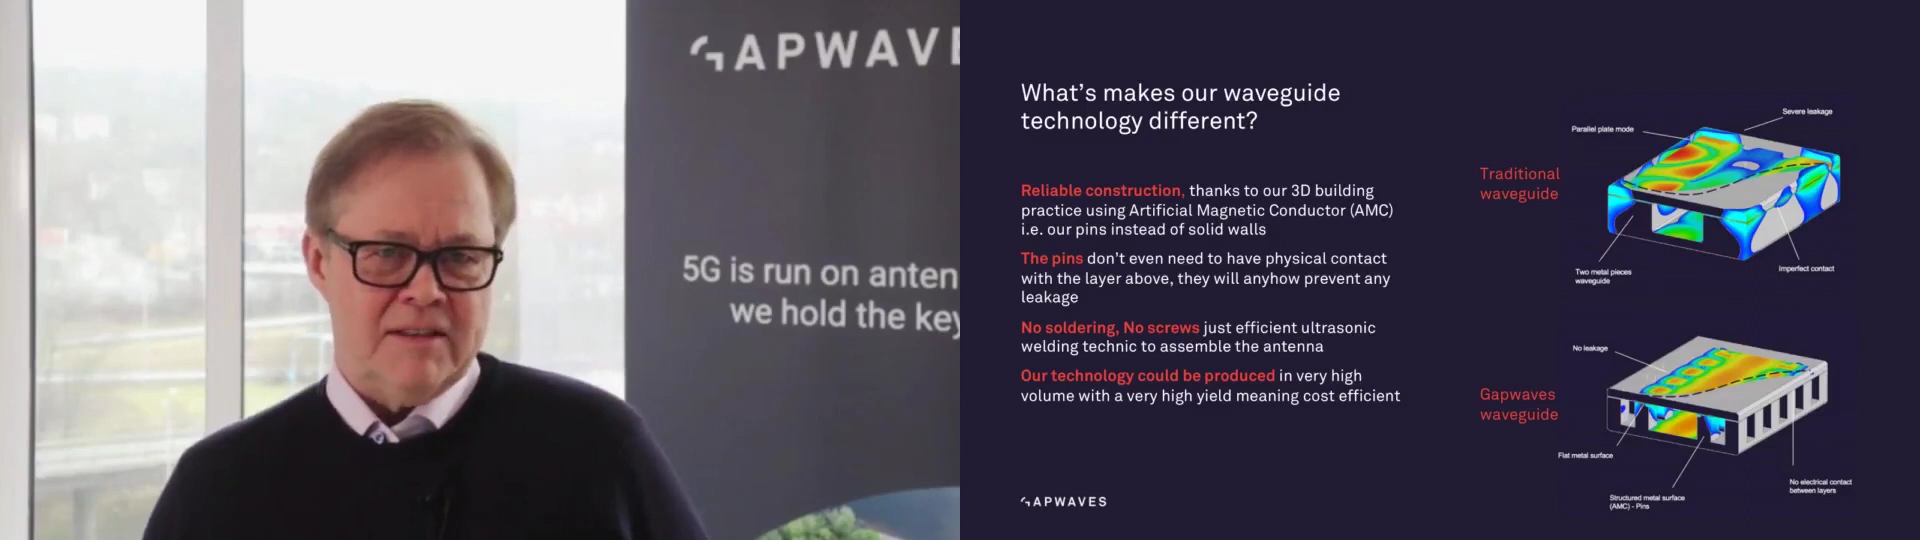 APWAVE
5G is run on anten
we hold the key
What's makes our waveguide
technology different?
Reliable construction, thanks to our 3D building
practice using Artificial Magnetic Conductor (AMC)
i.e. our pins instead of solid walls
The pins don't even need to have physical contact
with the layer above, they will anyhow prevent any
leakage
No soldering, No screws just efficient ultrasonic
welding technic to assemble the antenna
Our technology could be produced in very high
volume with a very high yield meaning cost efficient
GAPWAVES
Severe leakage
Parallel plate mode
Traditional
waveguide
Two metal pieces
waveguide
Imperfect contact
No leakage
Gapwaves
waveguide
Flat metal surface
Structured metal surface
(AMC) - Pins
No electrical contact
between layers